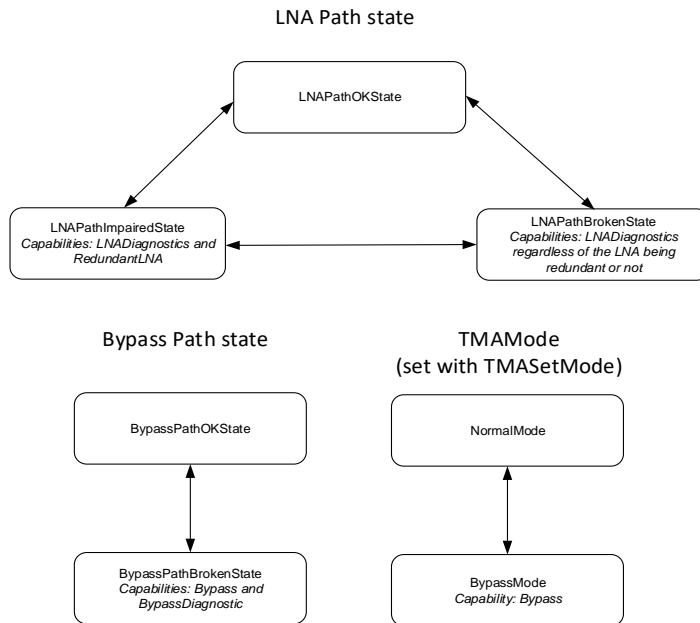 LNA Path state
LNAPathOKState
LNAPathImpairedState
Capabilities: LNADiagnostics and
RedundantLNA
LNAPathBrokenState
Capabilities: LNADiagnostics
regardless of the LNA being
redundant or not
Bypass Path state
BypassPathOKState
BypassPathBrokenState
Capabilities: Bypass and
BypassDiagnostic
TMAMode
(set with TMASetMode)
NormalMode
BypassMode
Capability: Bypass